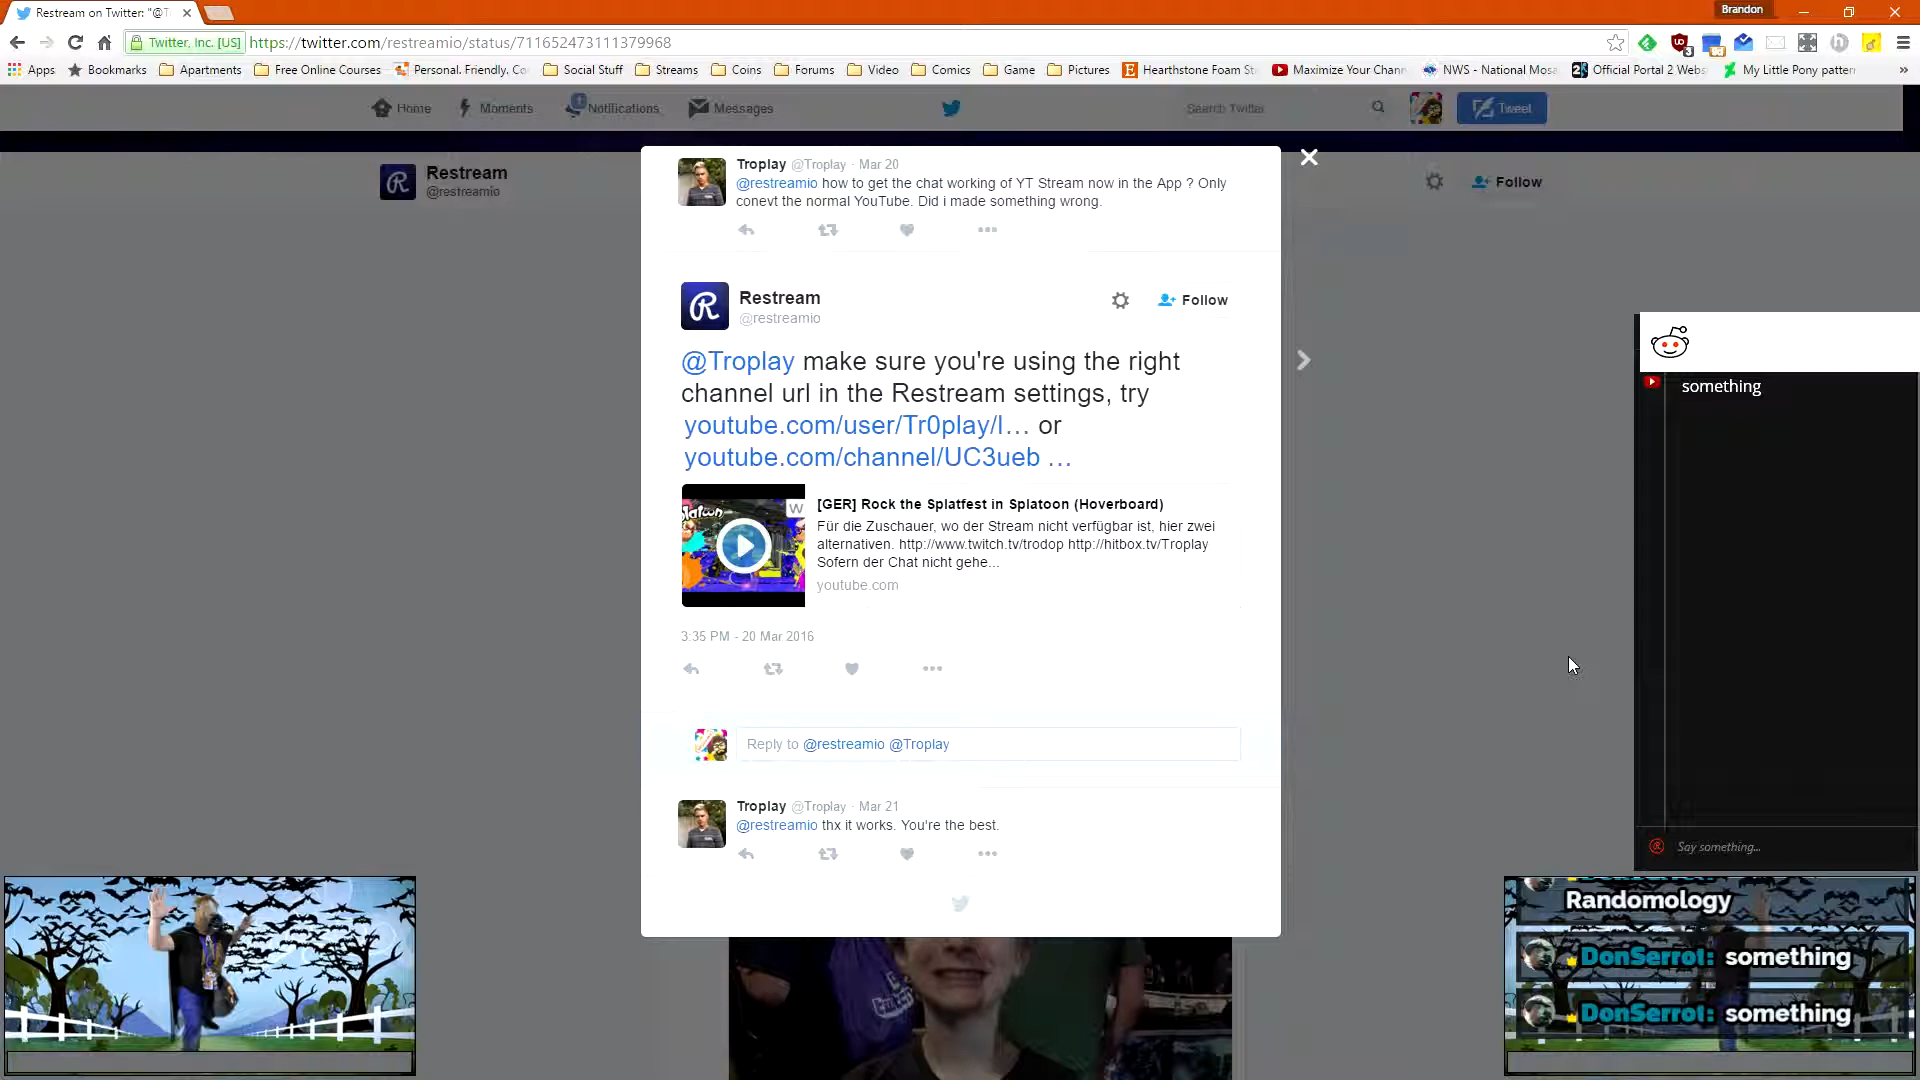 Restream on Twitter: "@T
Brandon
Twitter, Inc. [US] https://twitter.com/restreamio/status/711652473111379968
Apps Bookmarks Apartments Free Online Courses Personal. Friendly. Co Social Stuff Streams Coins Forums Video Comics Game Pictures Hearthstone Foam St Maximize Your Chann NWS - National Mosa Official Portal 2 Webs My Little Pony patter »
Home Moments Notifications Messages Search Twitter Tweet
Restream
@restreamio
Follow
Troplay @Troplay · Mar 20
@restreamio how to get the chat working of YT Stream now in the App ? Only
conevt the normal YouTube. Did i made something wrong.
Restream
@restreamio
Follow
@Troplay make sure you're using the right
channel url in the Restream settings, try
youtube.com/user/Tr0play/l… or
youtube.com/channel/UC3ueb …
[GER] Rock the Splatfest in Splatoon (Hoverboard)
Für die Zuschauer, wo der Stream nicht verfügbar ist, hier zwei
alternativen. http://www.twitch.tv/trodop http://hitbox.tv/Troplay
Sofern der Chat nicht gehe...
youtube.com
3:35 PM - 20 Mar 2016
Reply to @restreamio @Troplay
Troplay @Troplay · Mar 21
@restreamio thx it works. You're the best.
something
Say something...
Randomology
DonSerrot: something
DonSerrot: something